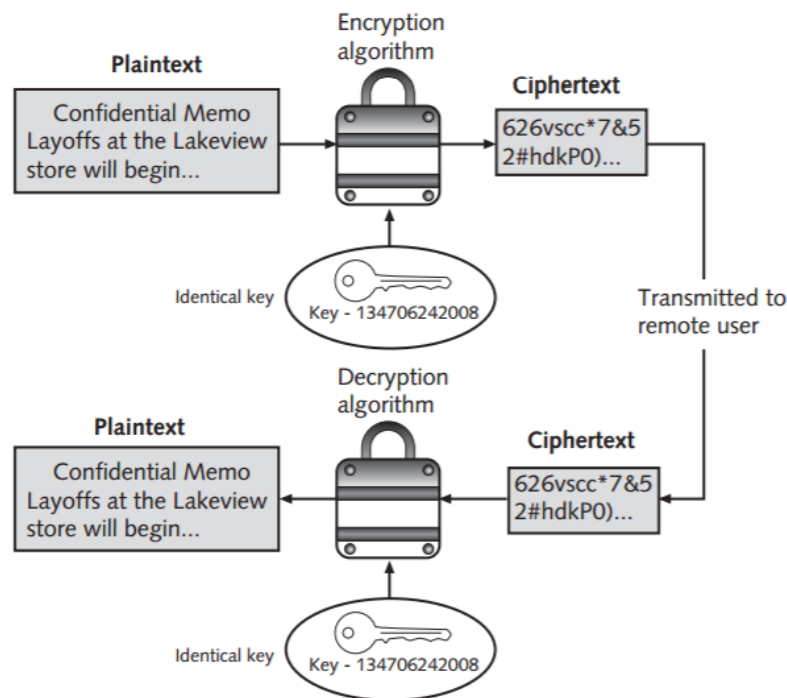 Encryption
algorithm
Plaintext
Ciphertext
Confidential Memo
Layoffs at the Lakeview
store will begin...
626vscc*7&5
2#hdkP0)...
Identical key
Key - 134706242008
Transmitted to
remote user
Decryption
algorithm
Plaintext
Ciphertext
Confidential Memo
Layoffs at the Lakeview
store will begin...
626vscc*7&5
2#hdkP0)...
Identical key
Key - 134706242008